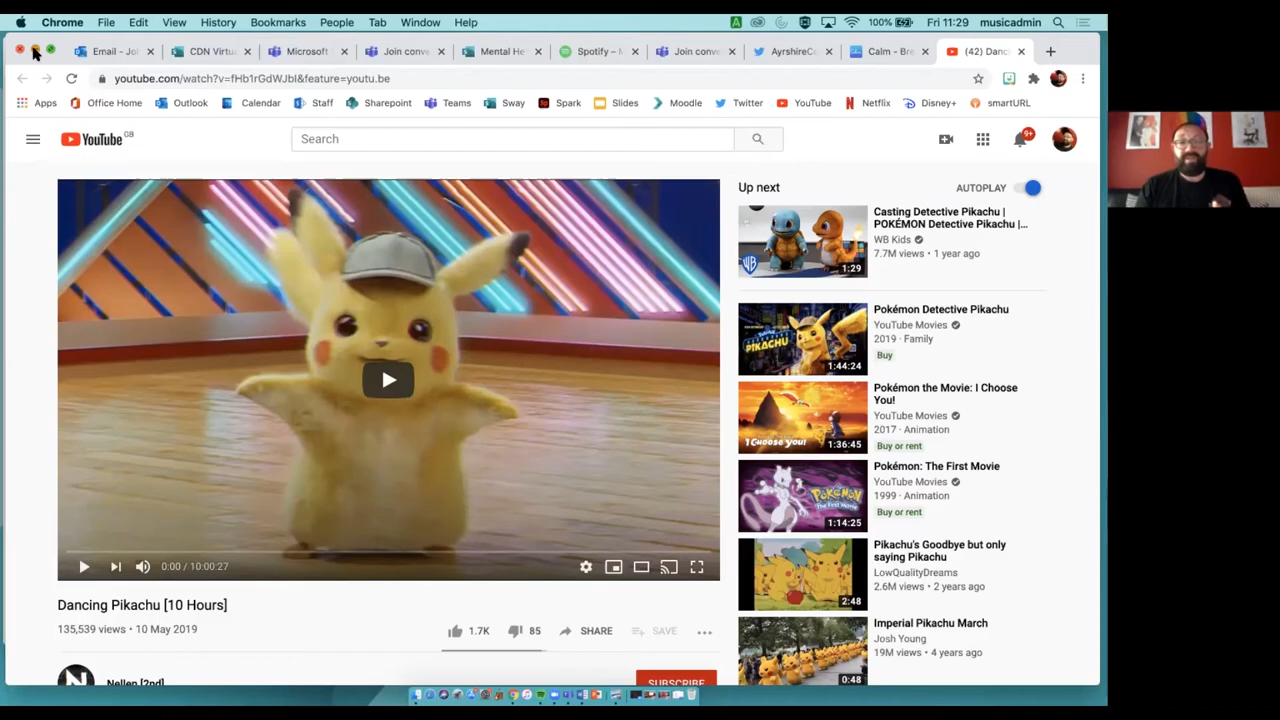 Chrome File Edit View History Bookmarks People Tab Window Help 100% Fri 11:29 musicadmin
Email - Jo CDN Virtu Microsoft Join conve Mental He Spotify – Join conve AyrshireC Calm - Bre (42) Danc
youtube.com/watch?v=fHb1rGdWJbI&feature=youtu.be
Apps Office Home Outlook Calendar Staff Sharepoint Teams Sway Spark Slides Moodle Twitter YouTube Netflix Disney+ smartURL
YouTube GB Search 9+
Up next AUTOPLAY
Casting Detective Pikachu |
POKÉMON Detective Pikachu |...
WB Kids
7.7M views • 1 year ago
1:29
Pokémon Detective Pikachu
YouTube Movies
2019 · Family
Buy
1:44:24
Pokémon the Movie: I Choose
You!
YouTube Movies
2017 · Animation
Buy or rent
I Choose you!
1:36:45
Pokémon: The First Movie
YouTube Movies
1999 · Animation
Buy or rent
1:14:25
Pikachu's Goodbye but only
saying Pikachu
LowQualityDreams
2.6M views • 2 years ago
2:48
Imperial Pikachu March
Josh Young
19M views • 4 years ago
0:48
0:00 / 10:00:27
Dancing Pikachu [10 Hours]
135,539 views • 10 May 2019
1.7K 85 SHARE SAVE
Nellen [2nd]
SUBSCRIBE